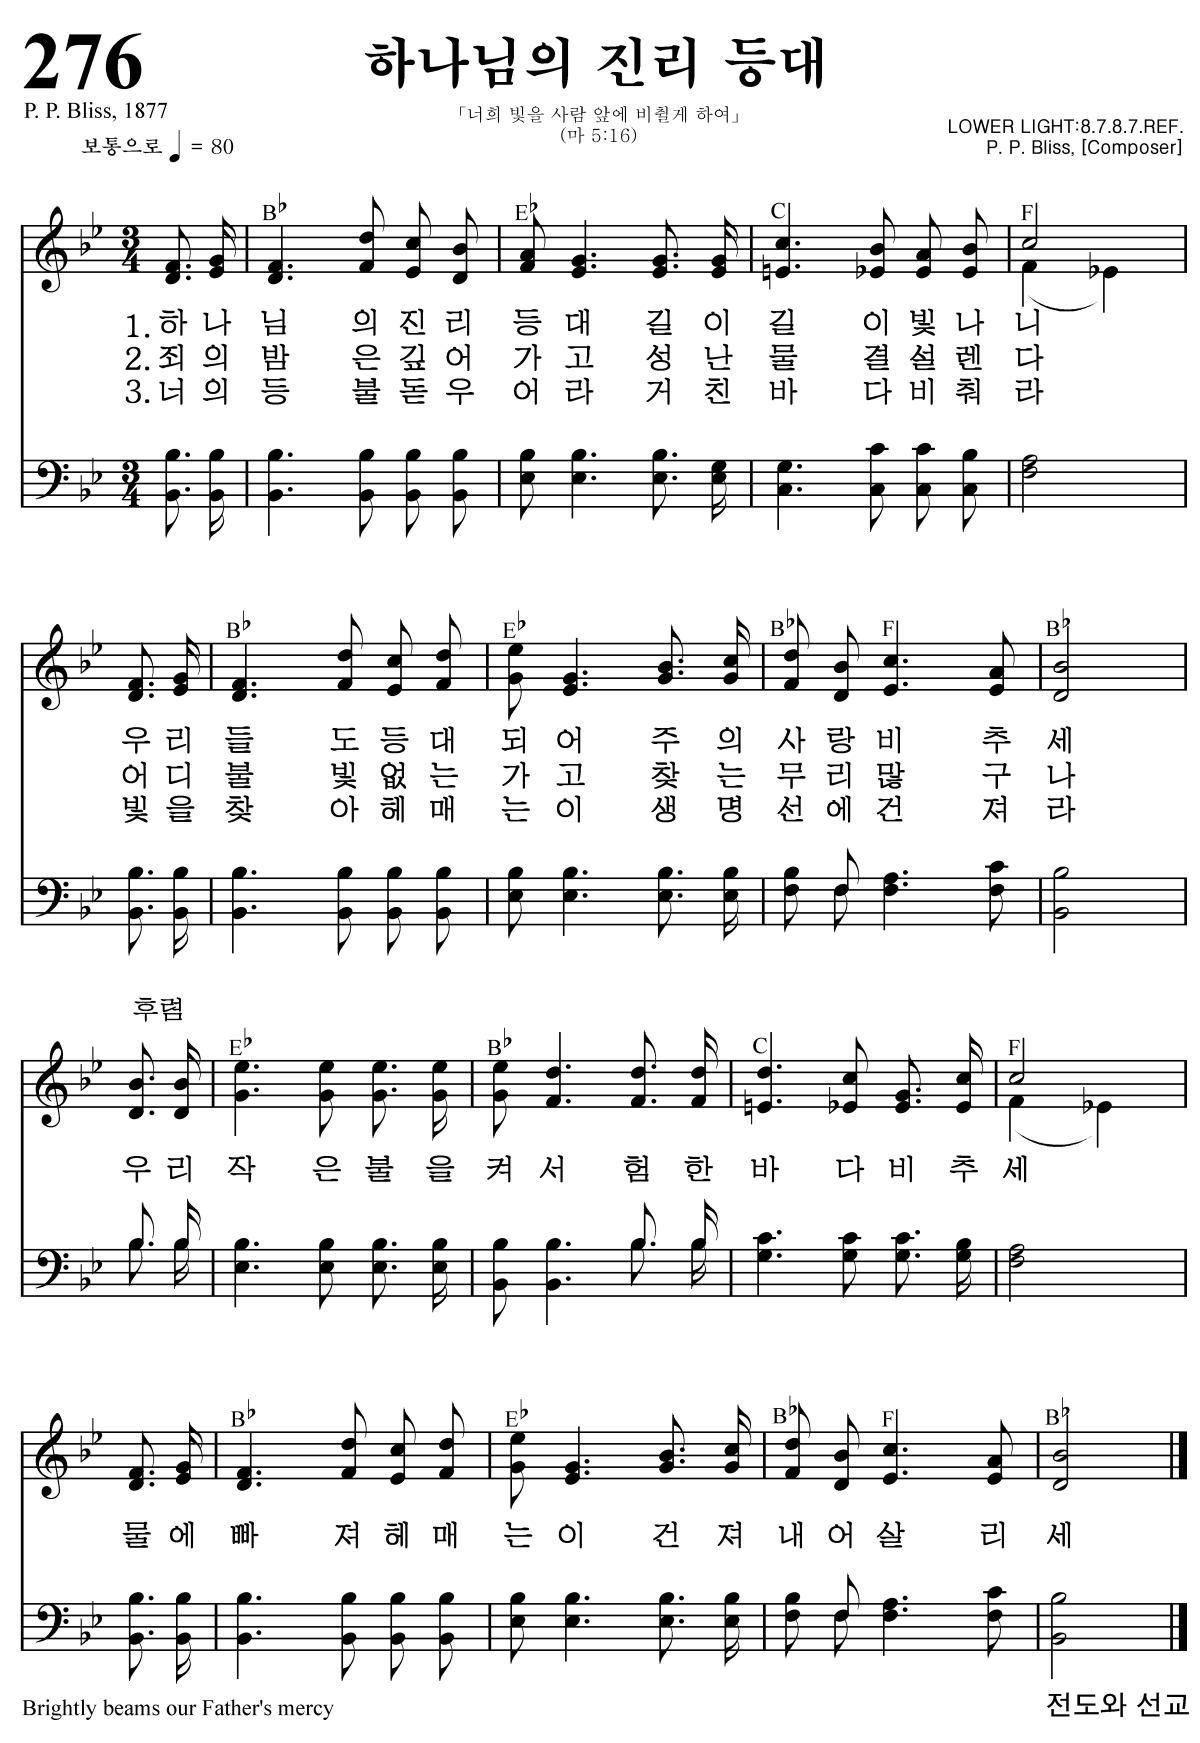 276
하나님의 진리 등대
P. P. Bliss, 1877
「너희 빛을 사람 앞에 비췰게 하여」
(마 5:16)
LOWER LIGHT:8.7.8.7.REF.
보통으로 ♩ = 80
P. P. Bliss, [Composer]
B♭ E♭ C F
1. 하 나 님 의 진 리 등 대 길 이 길 이 빛 나 니
2. 죄 의 밤 은 깊 어 가 고 성 난 물 결 설 렌 다
3. 너 의 등 불 돋 우 어 라 거 친 바 다 비 춰 라
B♭ E♭ B♭ F B♭
우 리 들 도 등 대 되 어 주 의 사 랑 비 추 세
어 디 불 빛 없 는 가 고 찾 는 무 리 많 구 나
빛 을 찾 아 헤 매 는 이 생 명 선 에 건 져 라
후렴
E♭ B♭ C F
우 리 작 은 불 을 켜 서 험 한 바 다 비 추 세
B♭ E♭ B♭ F B♭
물 에 빠 져 헤 매 는 이 건 져 내 어 살 리 세
Brightly beams our Father's mercy
전도와 선교